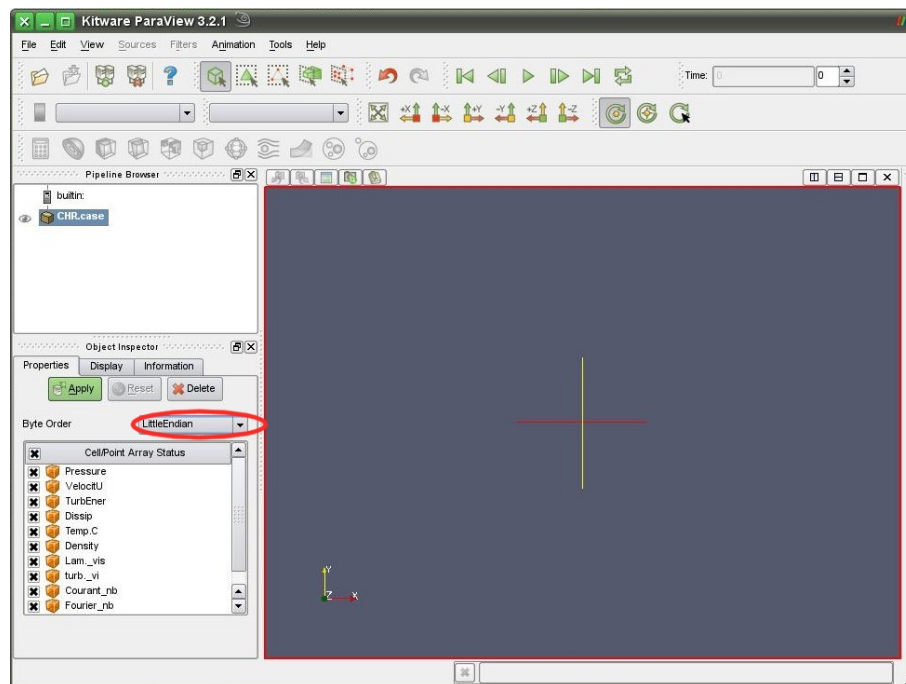 Kitware ParaView 3.2.1
File Edit View Sources Filters Animation Tools Help
Time: 0 0
+X -X +Y -Y +Z -Z
Pipeline Browser
builtin:
CHR.case
Object Inspector
Properties Display Information
Apply Reset Delete
Byte Order LittleEndian
Cell/Point Array Status
Pressure
VelocitU
TurbEner
Dissip
Temp.C
Density
Lam._vis
turb._vi
Courant_nb
Fourier_nb
Y
Z X